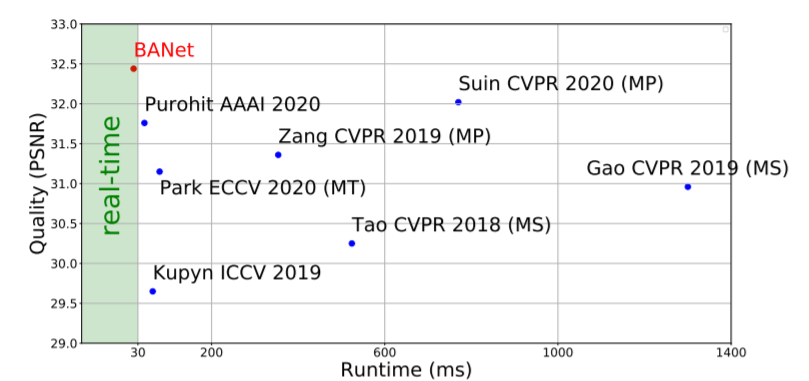 33.0
32.5
32.0
31.5
31.0
30.5
30.0
29.5
29.0
Quality (PSNR)
real-time
BANet
Purohit AAAI 2020
Suin CVPR 2020 (MP)
Zang CVPR 2019 (MP)
Gao CVPR 2019 (MS)
Park ECCV 2020 (MT)
Tao CVPR 2018 (MS)
Kupyn ICCV 2019
30 200 600 1000 1400
Runtime (ms)